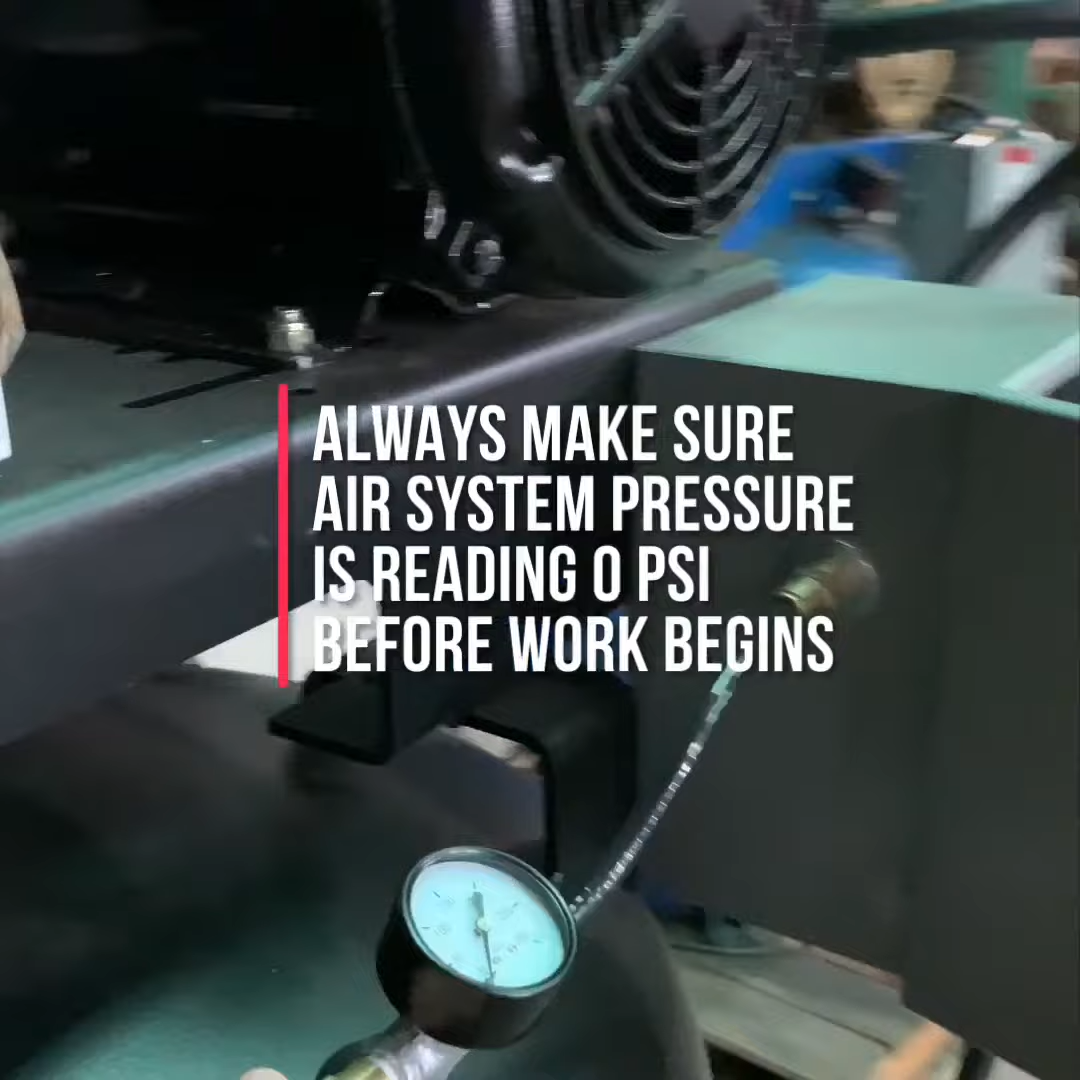 ALWAYS MAKE SURE
AIR SYSTEM PRESSURE
IS READING 0 PSI
BEFORE WORK BEGINS